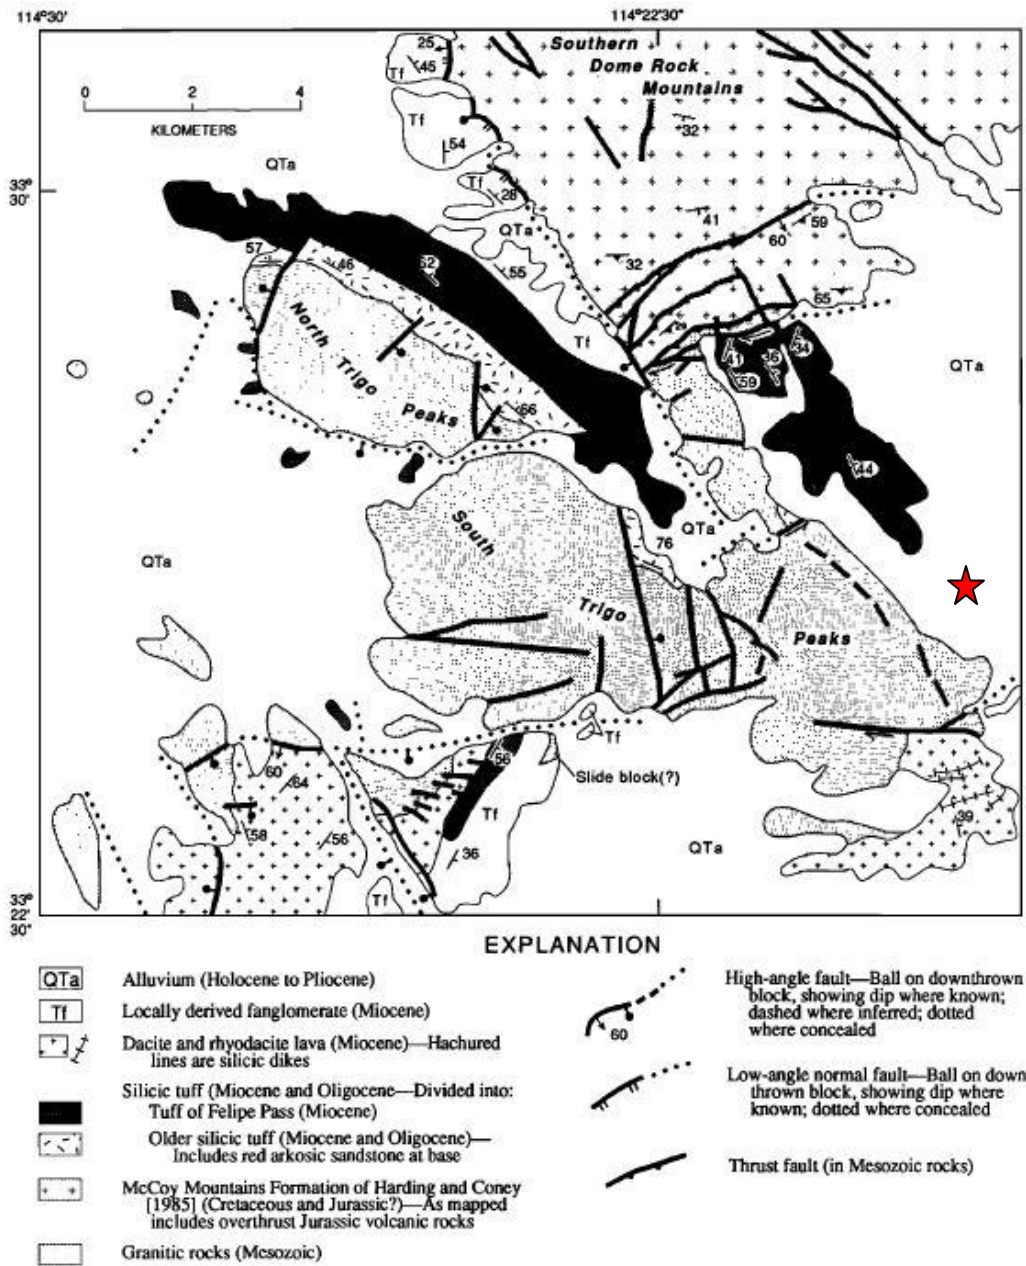 114°30'
114°22'30"
Southern
Dome Rock
Mountains
25
45
Tf
0 2 4
KILOMETERS
Tf
54
32
QTa
33°
30'
Tf
28
QTa
41
59
60
57
46
62
55
32
65
North
Trigo
Peaks
Tf
29
41
35
34
59
QTa
66
44
South
QTa
76
QTa
Trigo
Peaks
Tf
56
60
64
Slide block(?)
Tf
58
56
36
QTa
39
Tf
33°
22'
30"
EXPLANATION
QTa Alluvium (Holocene to Pliocene)
Tf Locally derived fanglomerate (Miocene)
Dacite and rhyodacite lava (Miocene)—Hachured
lines are silicic dikes
Silicic tuff (Miocene and Oligocene—Divided into:
Tuff of Felipe Pass (Miocene)
Older silicic tuff (Miocene and Oligocene)—
Includes red arkosic sandstone at base
McCoy Mountains Formation of Harding and Coney
[1985] (Cretaceous and Jurassic?)—As mapped
includes overthrust Jurassic volcanic rocks
Granitic rocks (Mesozoic)
60
High-angle fault—Ball on downthrown
block, showing dip where known;
dashed where inferred; dotted
where concealed
Low-angle normal fault—Ball on down
thrown block, showing dip where
known; dotted where concealed
Thrust fault (in Mesozoic rocks)